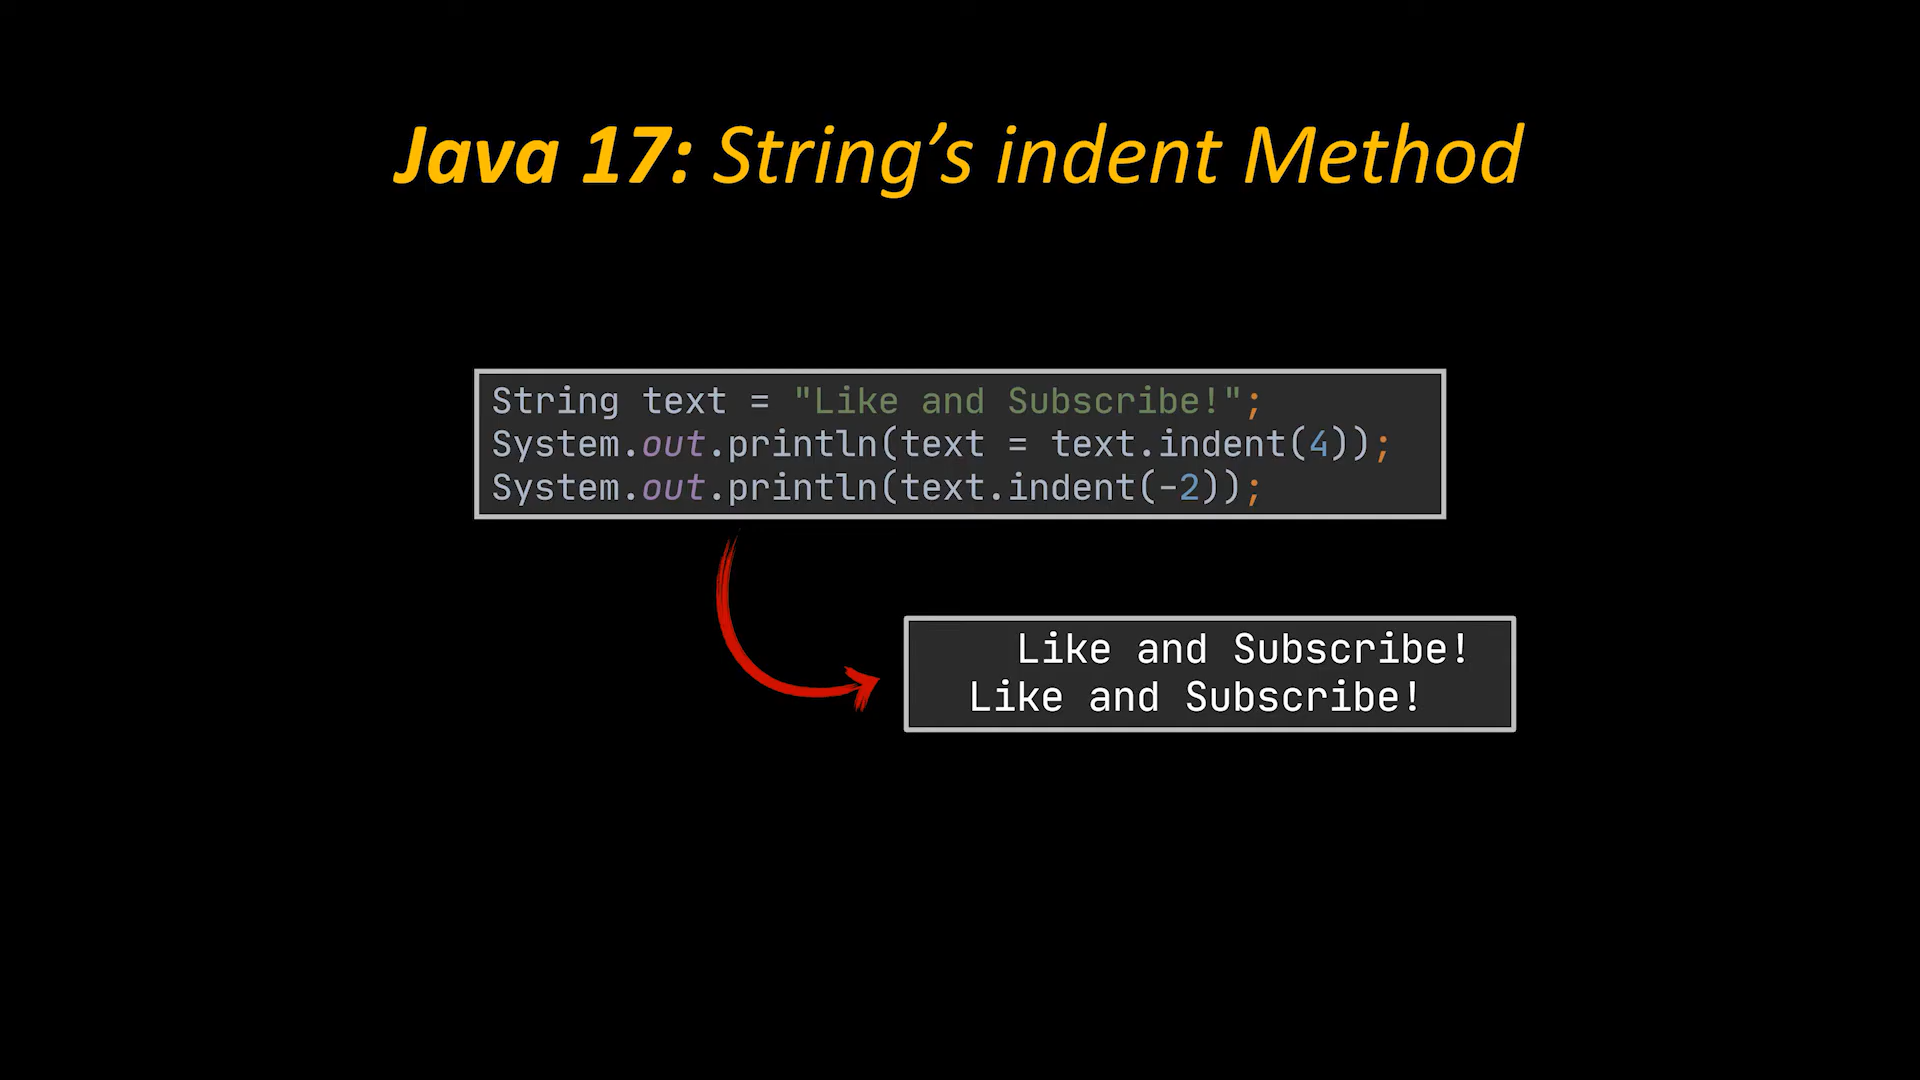 Java 17: String’s indent Method
String text = "Like and Subscribe!";
System.out.println(text = text.indent(4));
System.out.println(text.indent(-2));
    Like and Subscribe!
  Like and Subscribe!